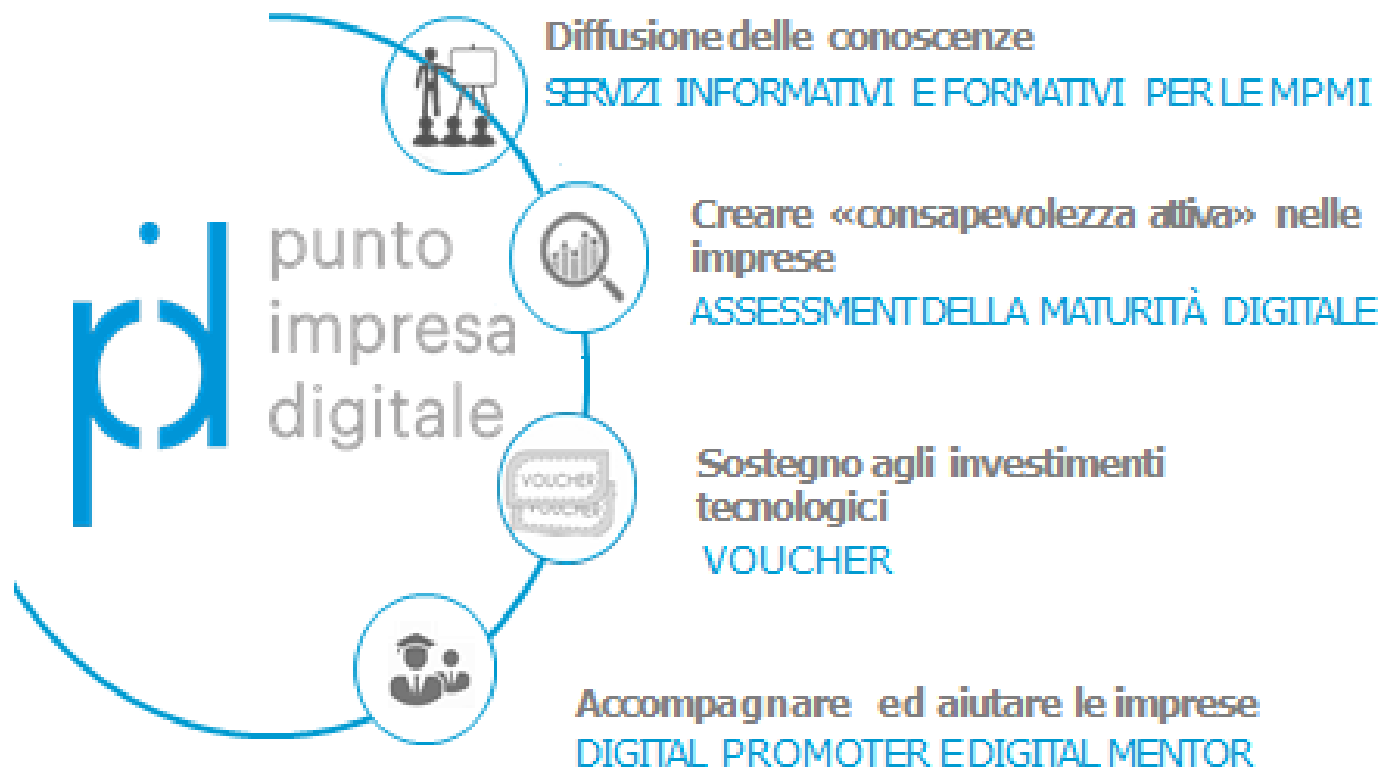 Diffusione delle conoscenze
SERVIZI INFORMATIVI E FORMATIVI PER LE MPMI
punto
impresa
digitale
Creare «consapevolezza attiva» nelle
imprese
ASSESSMENT DELLA MATURITÀ DIGITALE
VOUCHER
VOUCHER
Sostegno agli investimenti
tecnologici
VOUCHER
Accompagnare ed aiutare le imprese
DIGITAL PROMOTER E DIGITAL MENTOR